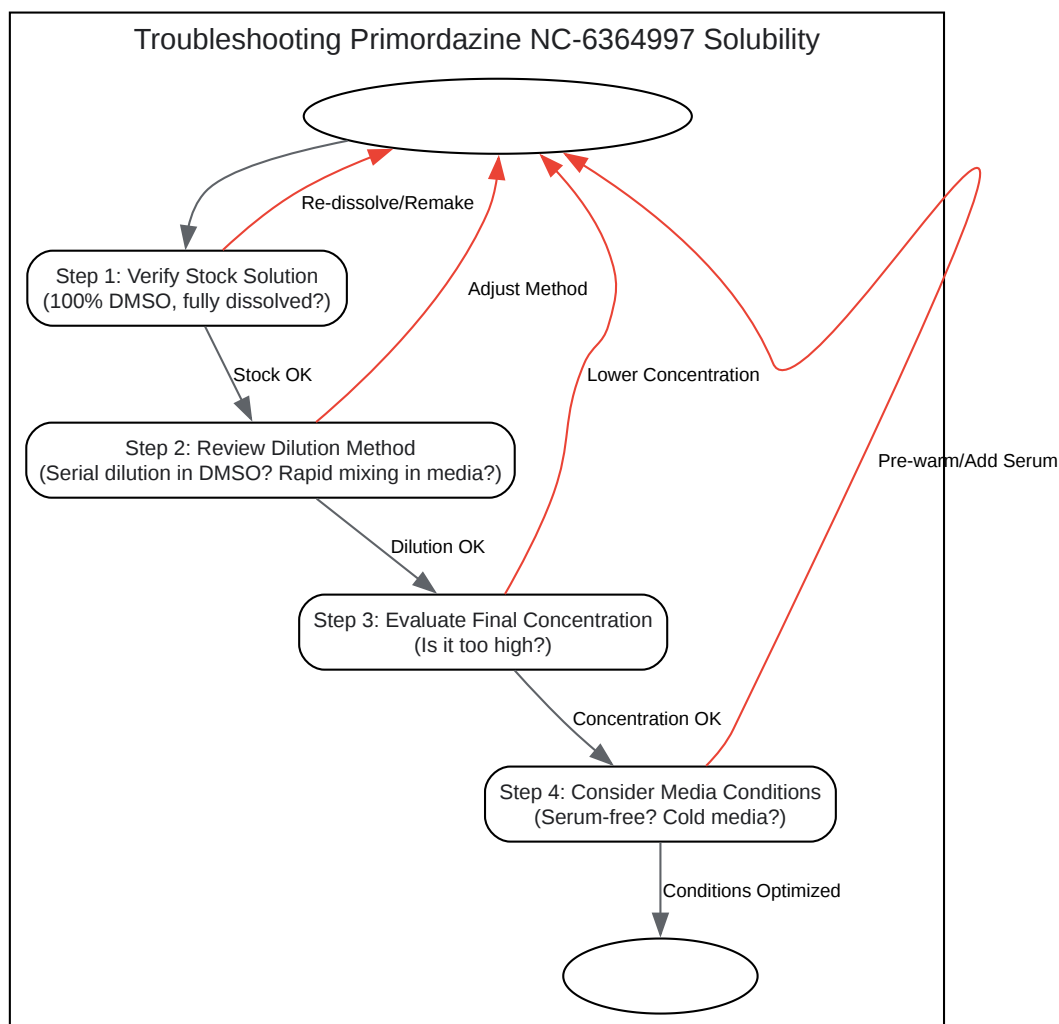 Troubleshooting Primordazine NC-6364997 Solubility
Re-dissolve/Remake
Step 1: Verify Stock Solution
(100% DMSO, fully dissolved?)
Adjust Method
Stock OK
Lower Concentration
Step 2: Review Dilution Method
(Serial dilution in DMSO? Rapid mixing in media?)
Pre-warm/Add Serum
Dilution OK
Step 3: Evaluate Final Concentration
(Is it too high?)
Concentration OK
Step 4: Consider Media Conditions
(Serum-free? Cold media?)
Conditions Optimized